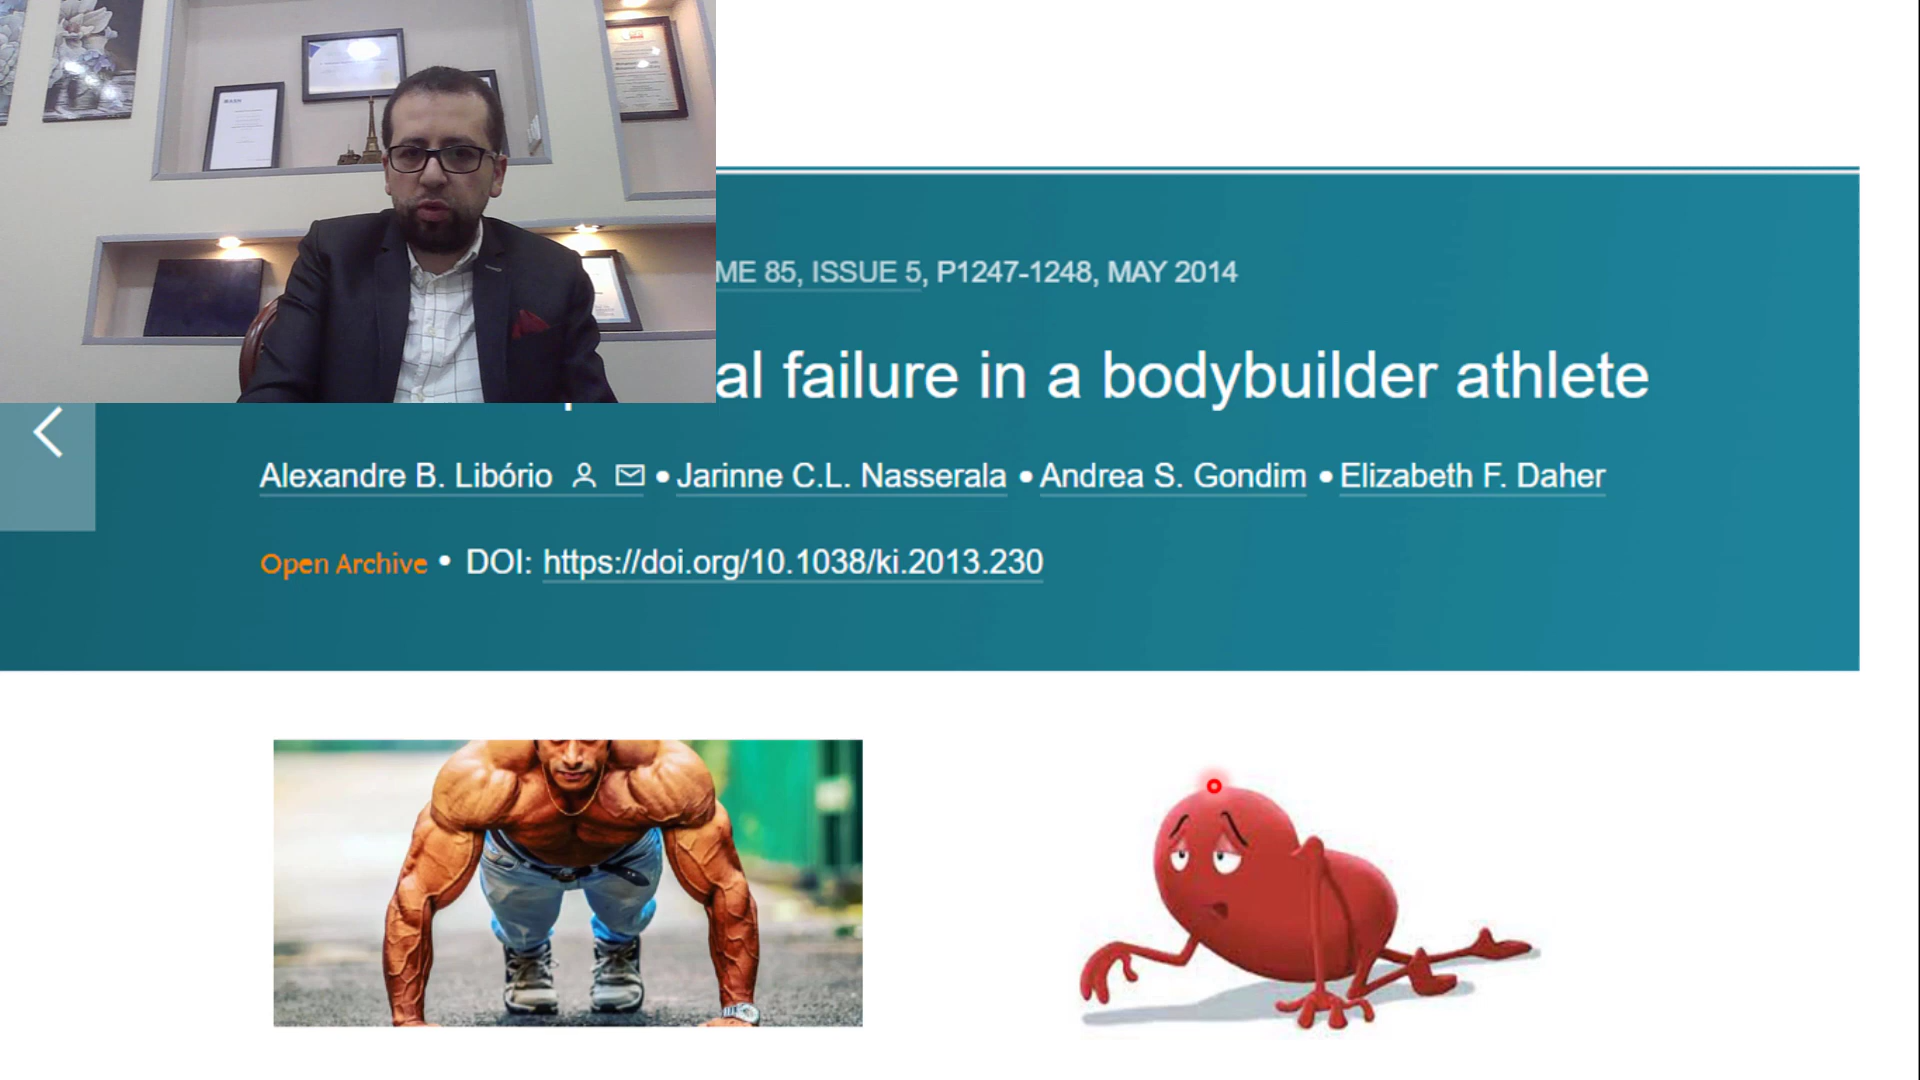 ME 85, ISSUE 5, P1247-1248, MAY 2014
al failure in a bodybuilder athlete
Alexandre B. Libório • Jarinne C.L. Nasserala • Andrea S. Gondim • Elizabeth F. Daher
Open Archive • DOI: https://doi.org/10.1038/ki.2013.230